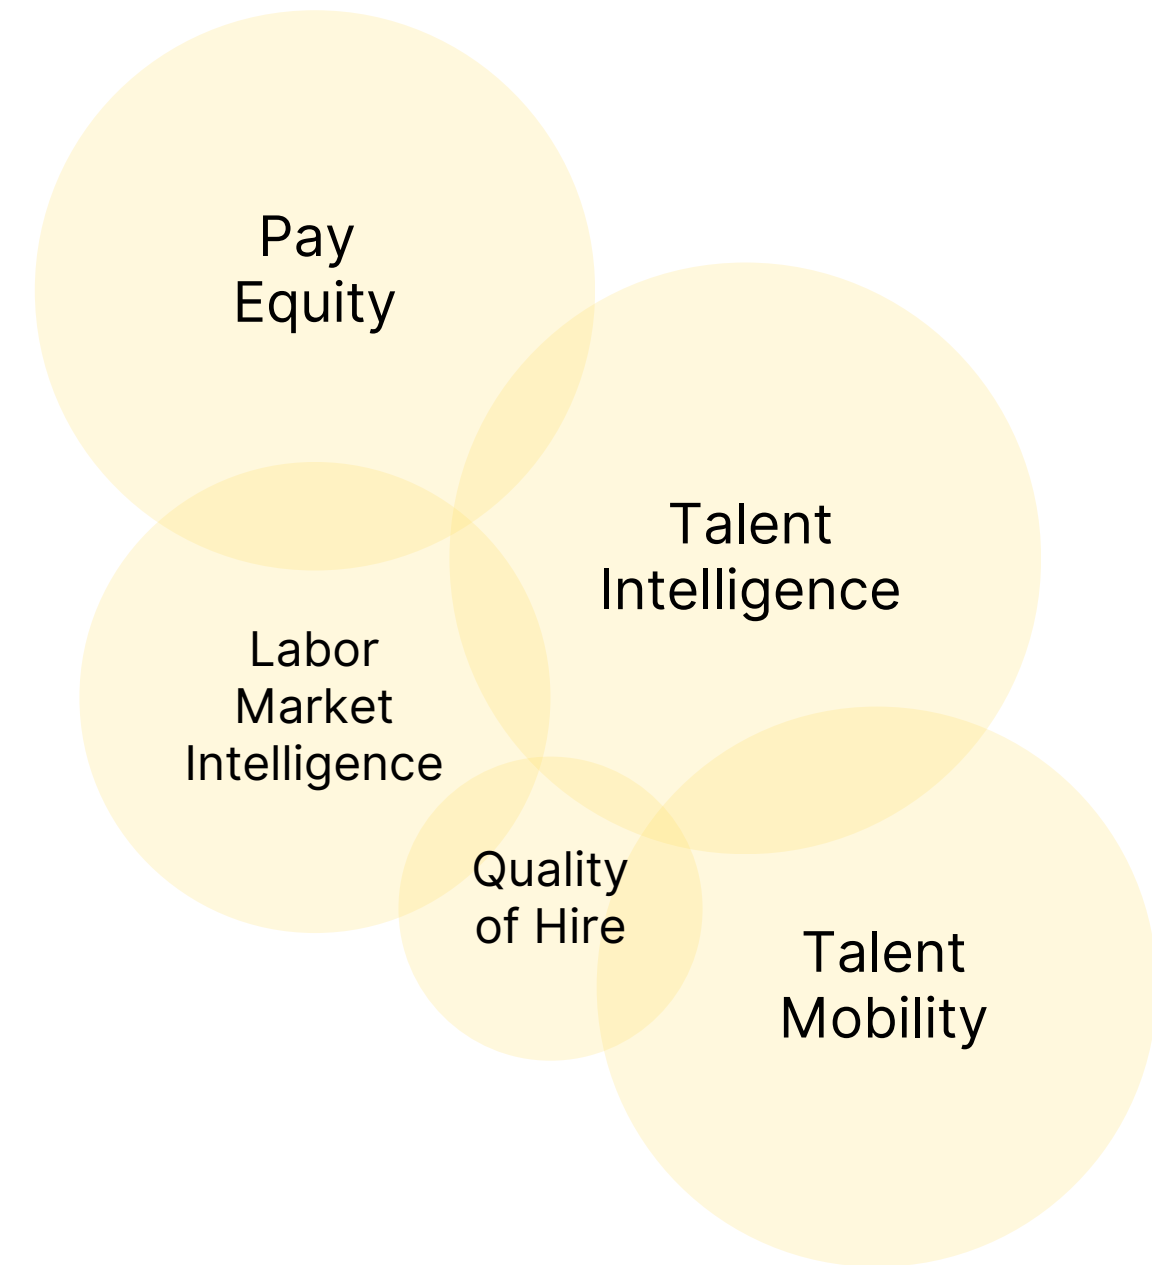 Pay
Equity
Talent
Intelligence
Labor
Market
Intelligence
Quality
of Hire
Talent
Mobility